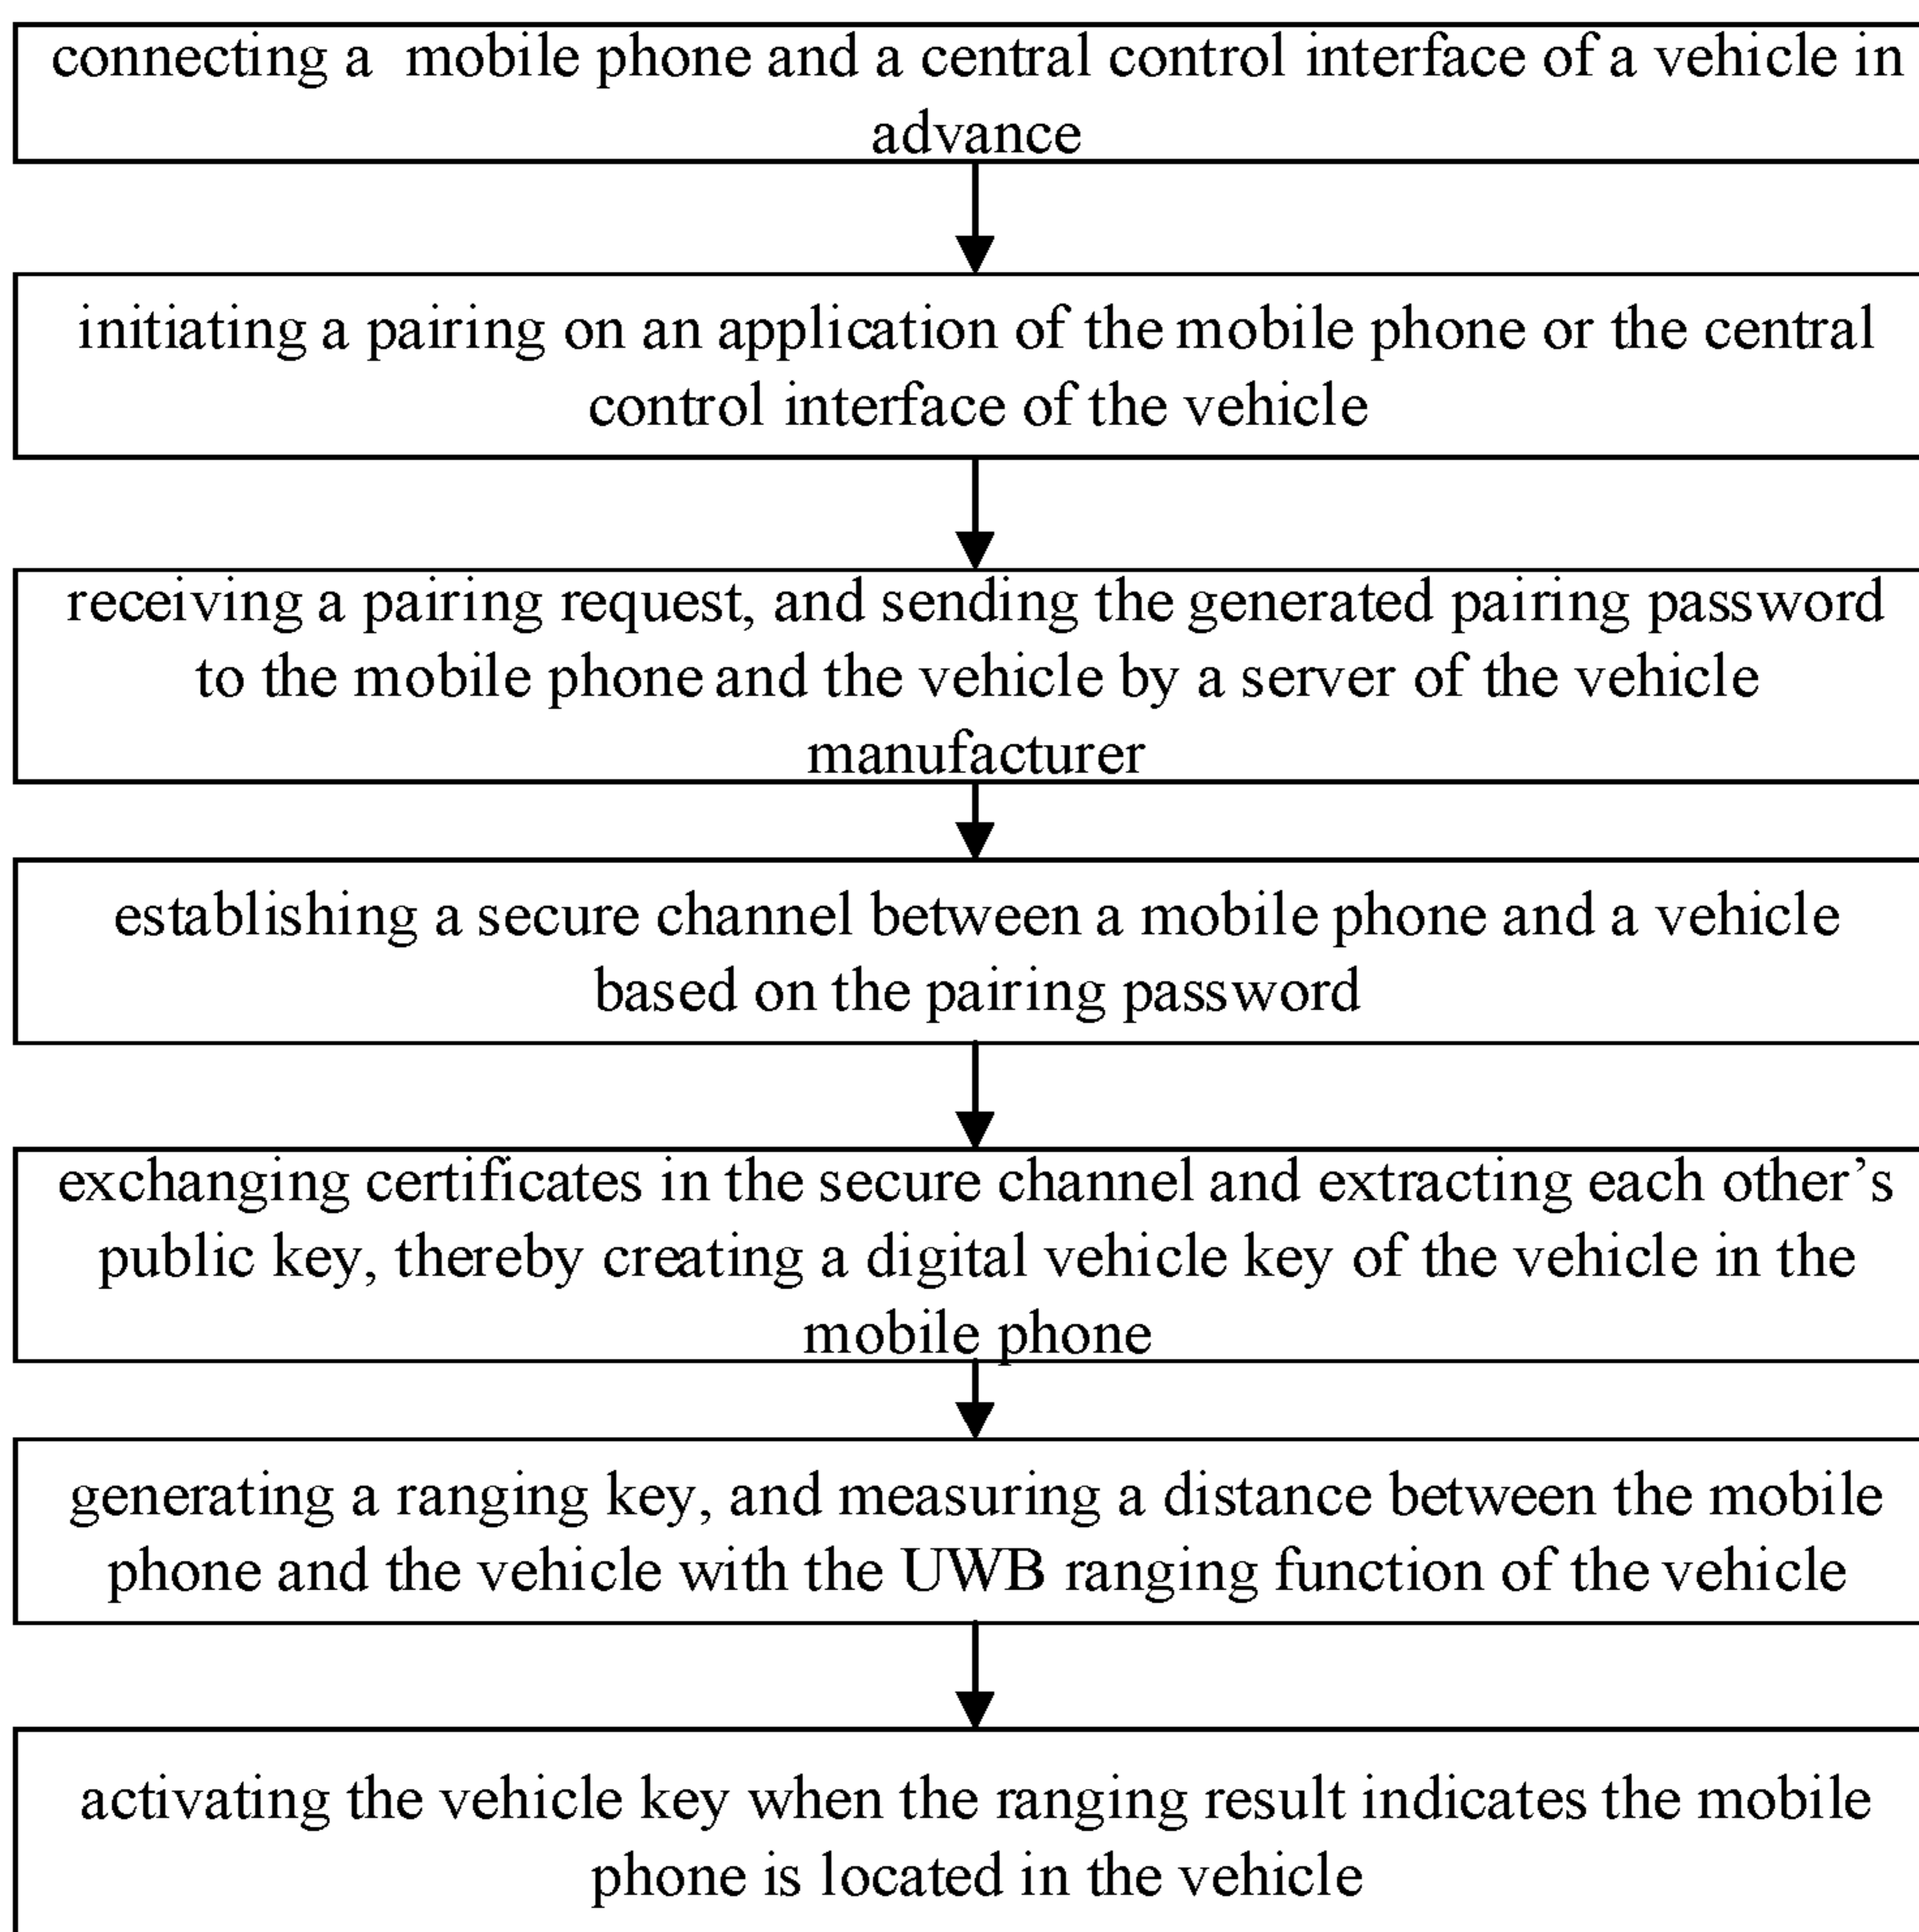 connecting a mobile phone and a central control interface of a vehicle in
advance
initiating a pairing on an application of the mobile phone or the central
control interface of the vehicle
receiving a pairing request, and sending the generated pairing password
to the mobile phone and the vehicle by a server of the vehicle
manufacturer
establishing a secure channel between a mobile phone and a vehicle
based on the pairing password
exchanging certificates in the secure channel and extracting each other’s
public key, thereby creating a digital vehicle key of the vehicle in the
mobile phone
generating a ranging key, and measuring a distance between the mobile
phone and the vehicle with the UWB ranging function of the vehicle
activating the vehicle key when the ranging result indicates the mobile
phone is located in the vehicle